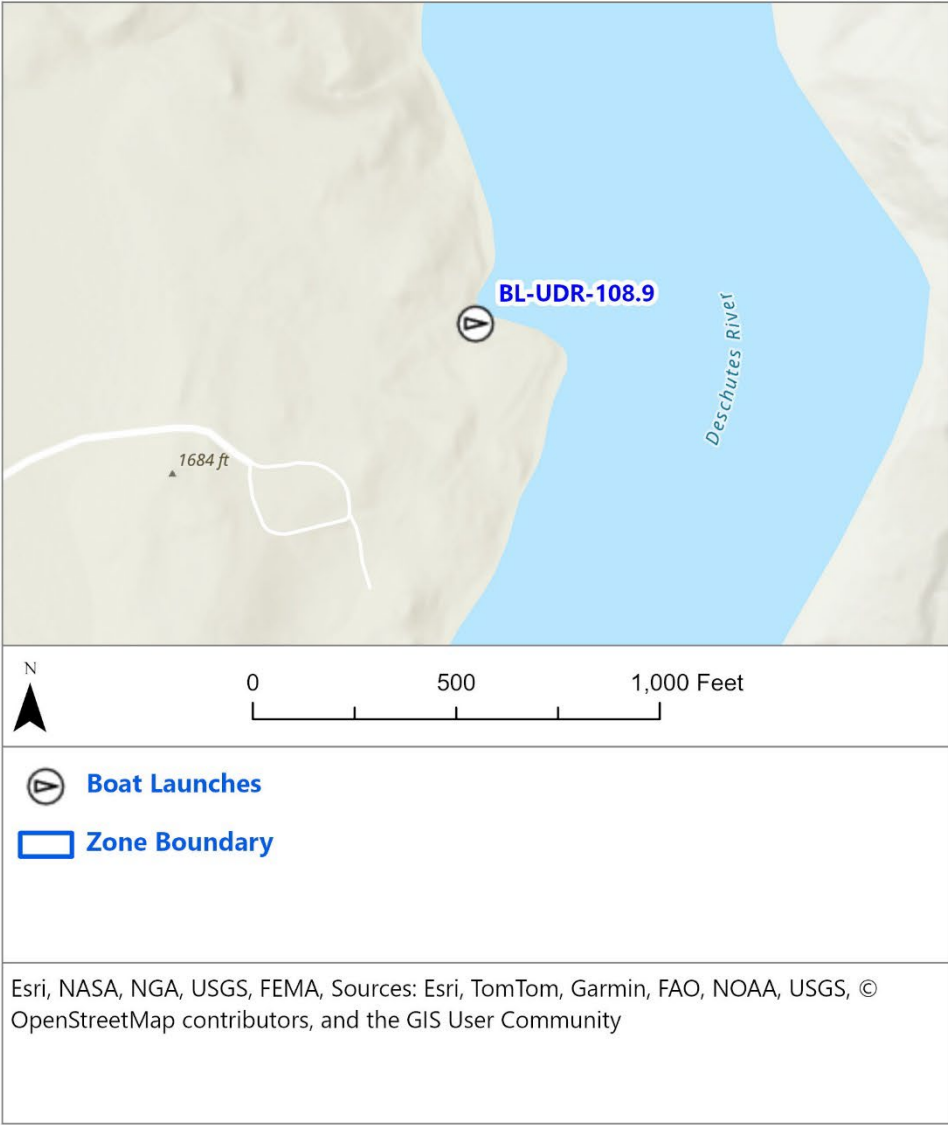 BL-UDR-108.9
Deschutes River
1684 ft
N
0 500 1,000 Feet
Boat Launches
Zone Boundary
Esri, NASA, NGA, USGS, FEMA, Sources: Esri, TomTom, Garmin, FAO, NOAA, USGS, ©
OpenStreetMap contributors, and the GIS User Community